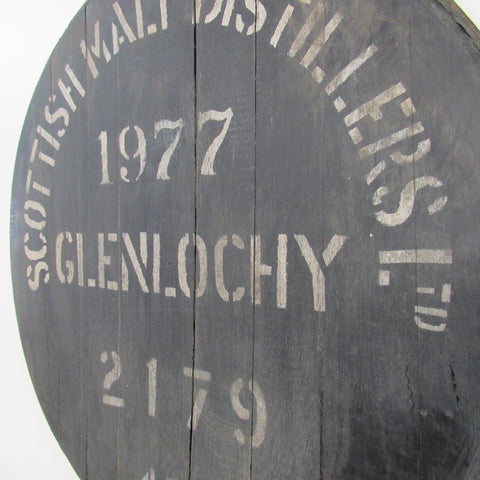 SCOTTISH MALT DISTILLERS LTD
1977
GLENLOCHY
2179